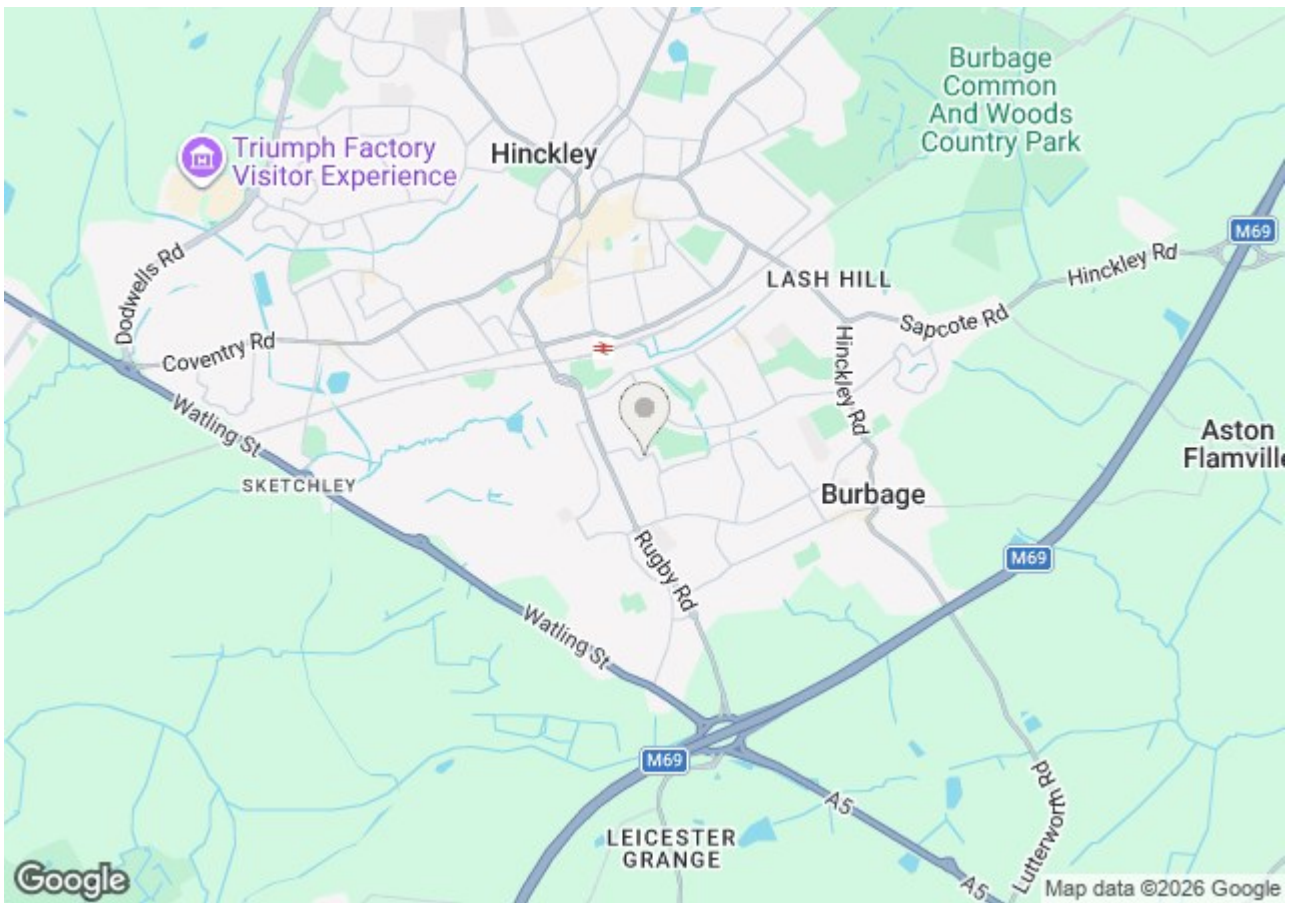 Burbage
Common
And Woods
Country Park
Triumph Factory
Visitor Experience
Hinckley
M69
Hinckley Rd
Dodwells Rd
LASH HILL
Sapcote Rd
Coventry Rd
Hinckley Rd
Watling St
Aston
Flamville
SKETCHLEY
Burbage
Rugby Rd
M69
Watling St
M69
A5
Lutterworth Rd
LEICESTER
GRANGE
A5
Google
Map data ©2026 Google